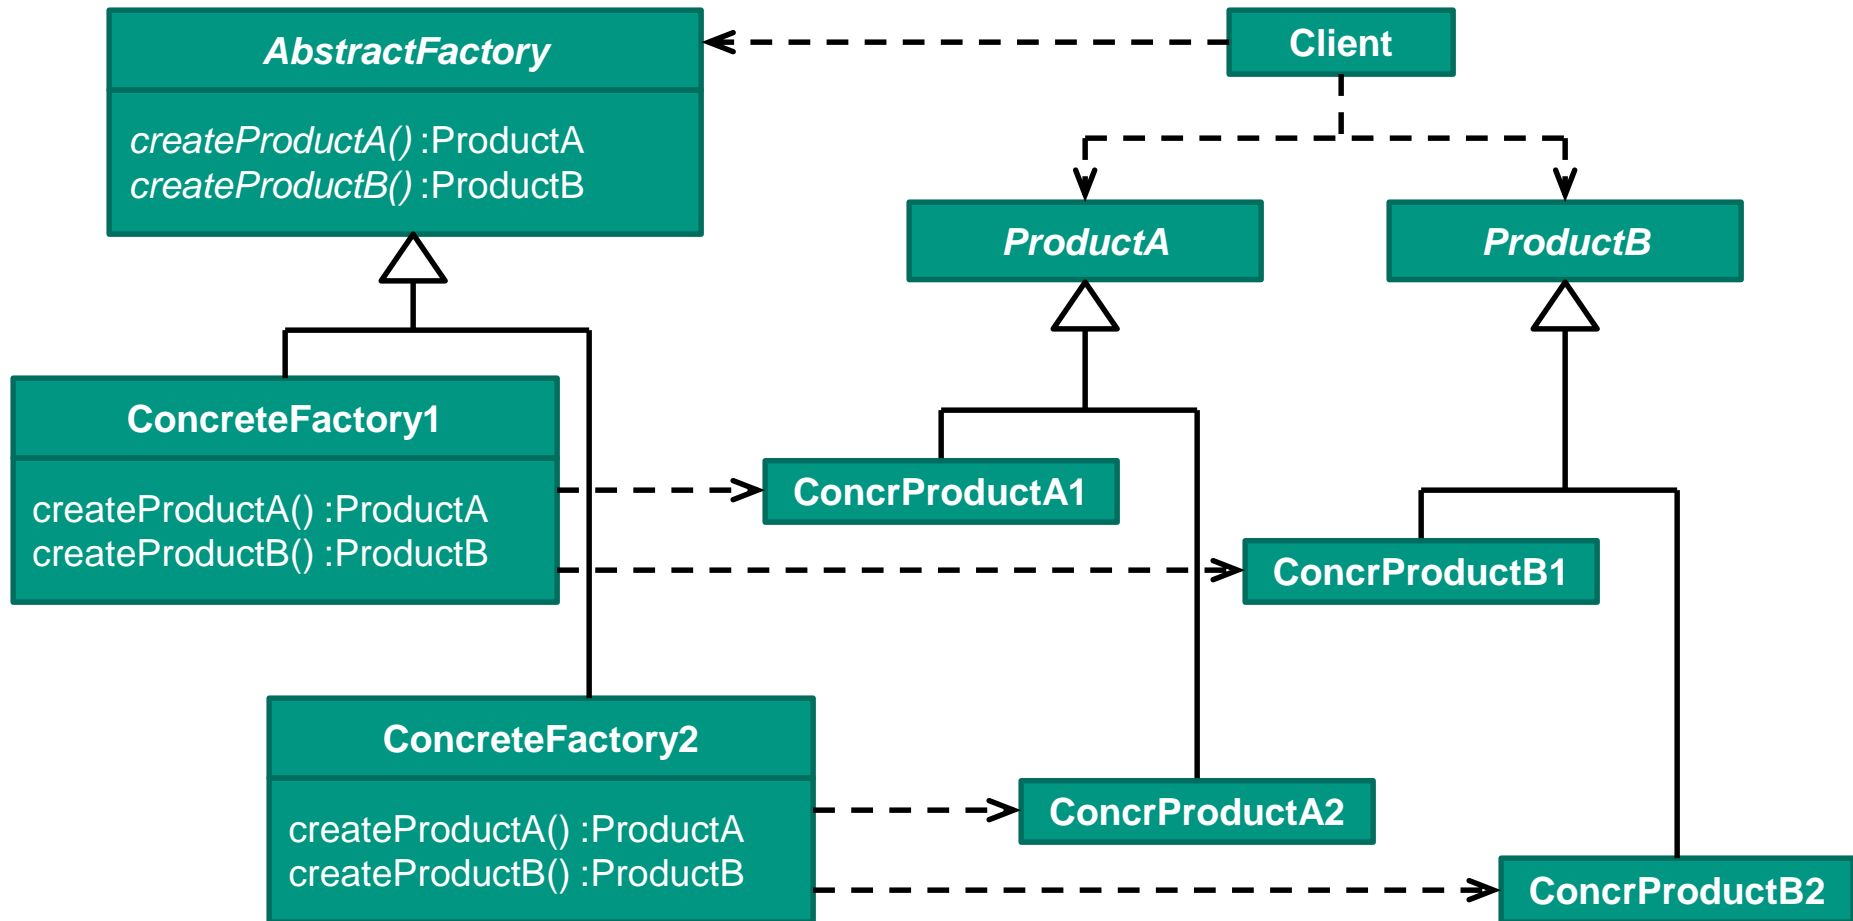 AbstractFactory
createProductA() :ProductA
createProductB() :ProductB
Client
ProductA
ProductB
ConcreteFactory1
createProductA() :ProductA
createProductB() :ProductB
ConcrProductA1
ConcrProductB1
ConcreteFactory2
createProductA() :ProductA
createProductB() :ProductB
ConcrProductA2
ConcrProductB2